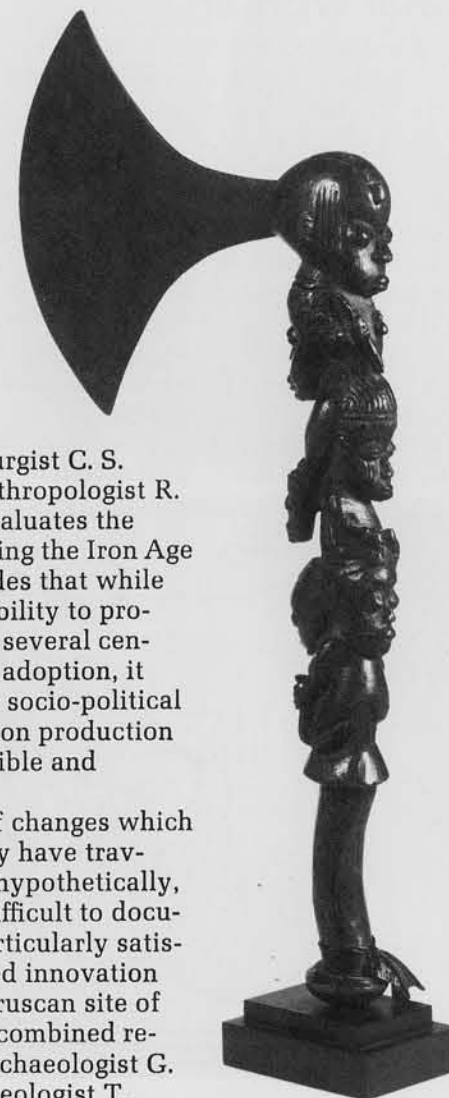 urgist C. S.
thropologist R.
valuates the
ing the Iron Age
les that while
bility to pro-
several cen-
adoption, it
socio-political
on production
ible and
f changes which
y have trav-
hypothetically,
fficult to docu-
rticularly satis-
ed innovation
ruscan site of
combined re-
chaeologist G.
eologist T.